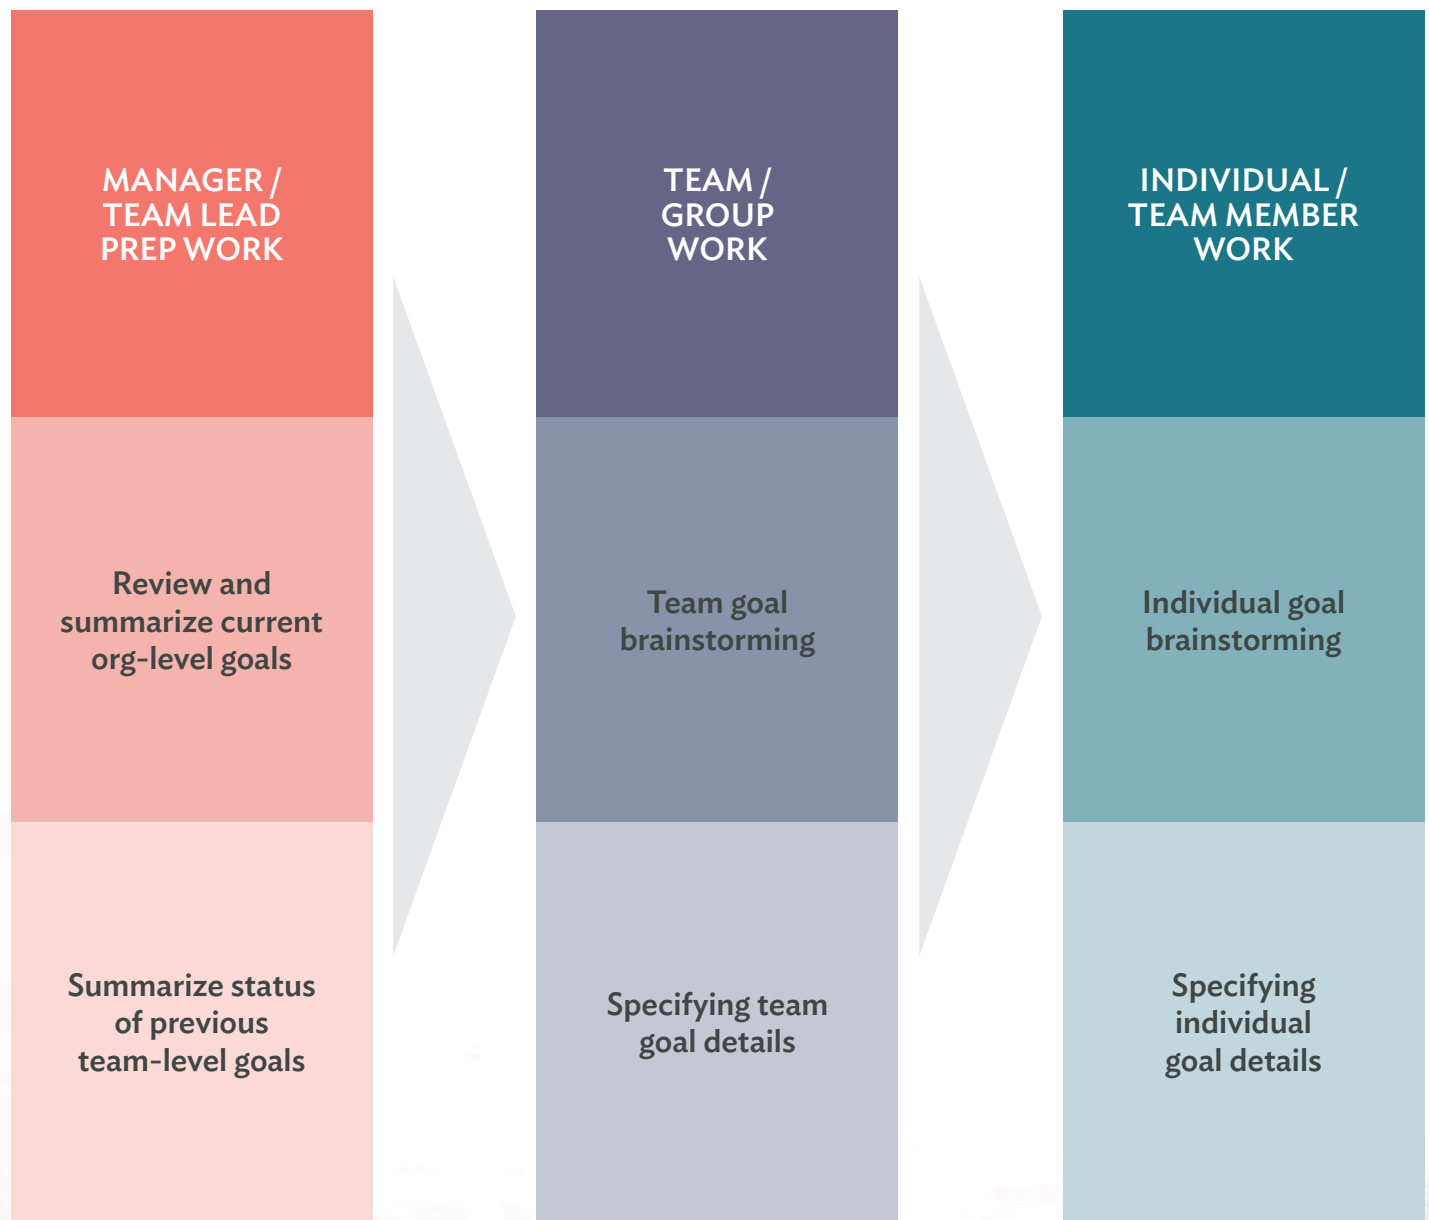 MANAGER /
TEAM LEAD
PREP WORK
Review and
summarize current
org-level goals
Summarize status
of previous
team-level goals
TEAM /
GROUP
WORK
Team goal
brainstorming
Specifying team
goal details
INDIVIDUAL /
TEAM MEMBER
WORK
Individual goal
brainstorming
Specifying
individual
goal details